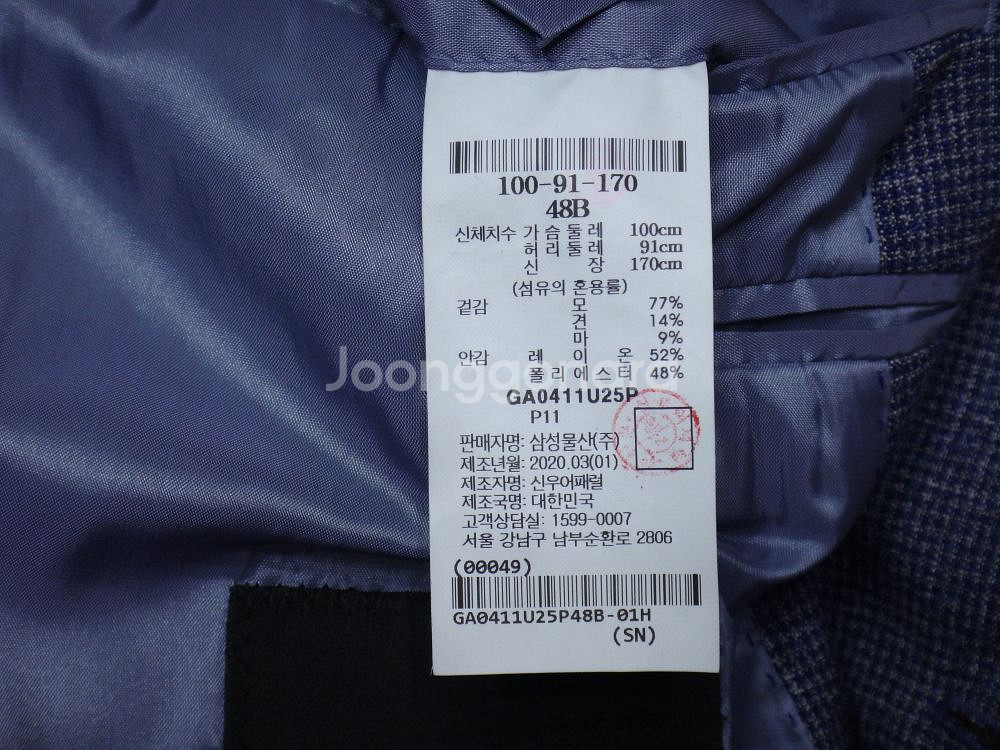 100-91-170
48B
신체치수 가슴둘레 100cm
허리둘레 91cm
신 장 170cm
(섬유의 혼용률)
겉감 모 77%
견 14%
마 9%
안감 레 이 온 52%
폴리에스터 48%
Joonggonara
GA0411U25P
P11
판매자명: 삼성물산(주)
제조년월: 2020.03(01)
제조자명: 신우어패럴
제조국명: 대한민국
고객상담실: 1599-0007
서울 강남구 남부순환로 2806
(00049)
GA0411U25P48B-01H
(SN)